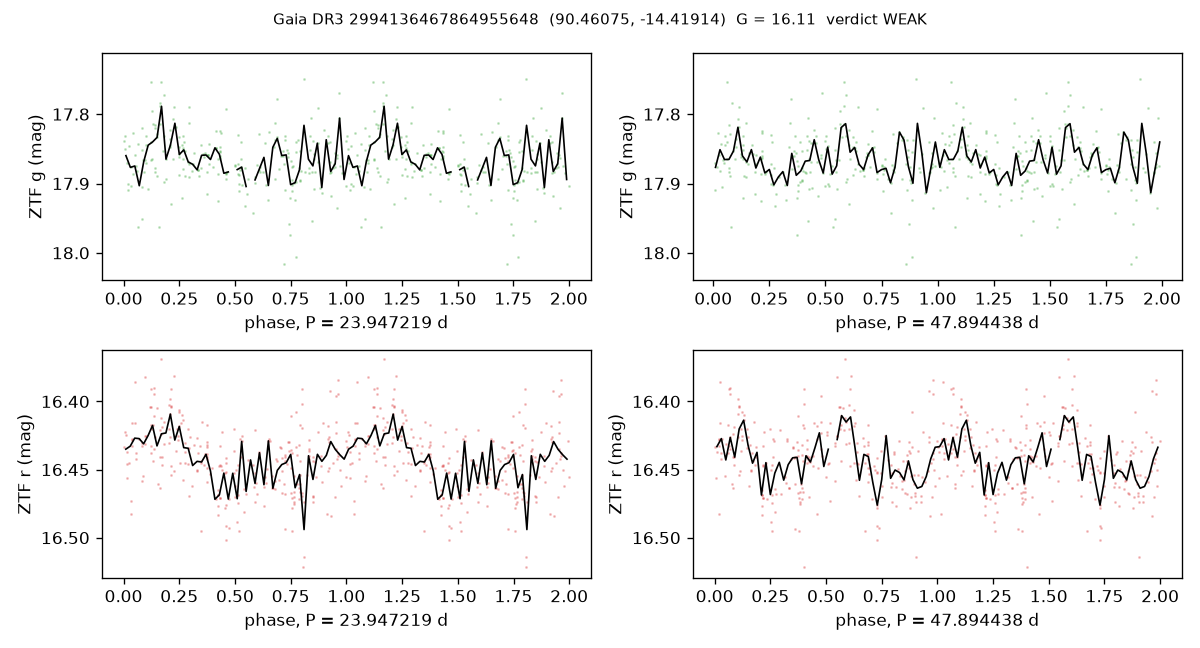 Gaia DR3 2994136467864955648 (90.46075, -14.41914) G = 16.11 verdict WEAK
ZTF g (mag)
17.8
17.9
18.0
0.00 0.25 0.50 0.75 1.00 1.25 1.50 1.75 2.00
phase, P = 23.947219 d
ZTF g (mag)
17.8
17.9
18.0
0.00 0.25 0.50 0.75 1.00 1.25 1.50 1.75 2.00
phase, P = 47.894438 d
ZTF r (mag)
16.40
16.45
16.50
0.00 0.25 0.50 0.75 1.00 1.25 1.50 1.75 2.00
phase, P = 23.947219 d
ZTF r (mag)
16.40
16.45
16.50
0.00 0.25 0.50 0.75 1.00 1.25 1.50 1.75 2.00
phase, P = 47.894438 d